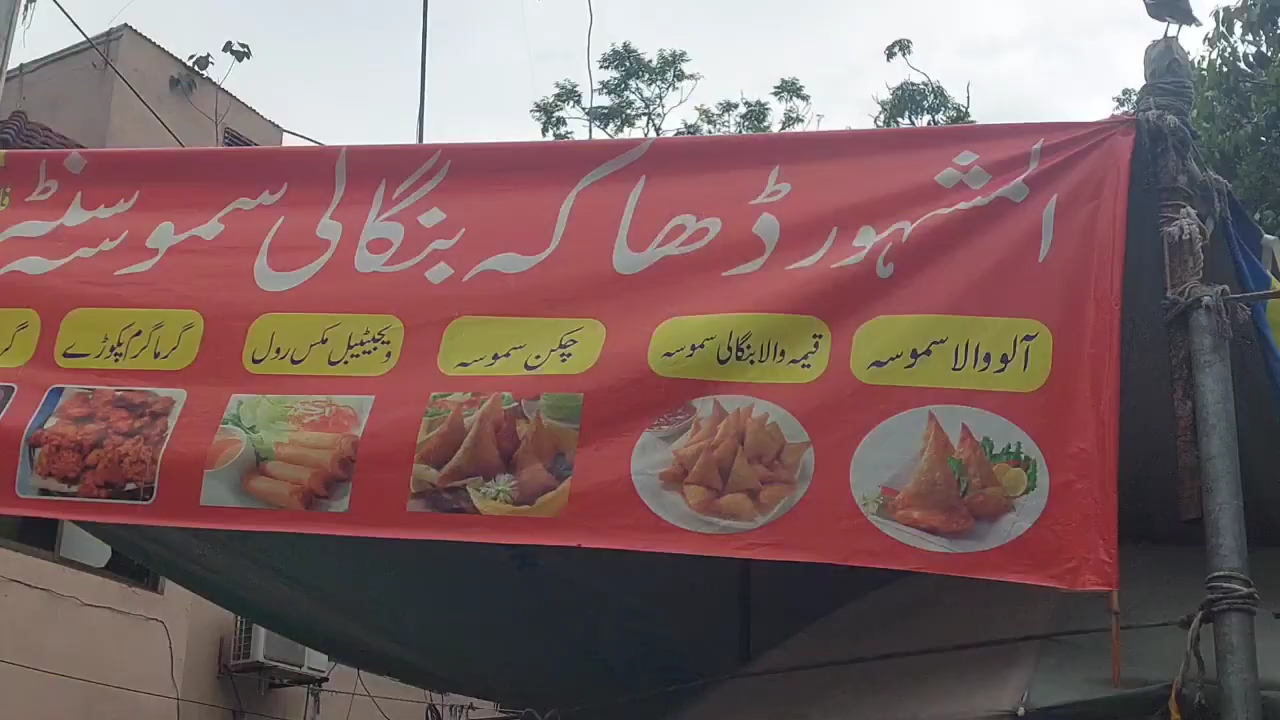 المشہور ڈھاکہ بنگالی سموسہ سنٹر
آلو والا سموسہ
قیمہ والا بنگالی سموسہ
چکن سموسہ
ویجیٹیبل مکس رول
گرما گرم پکوڑے